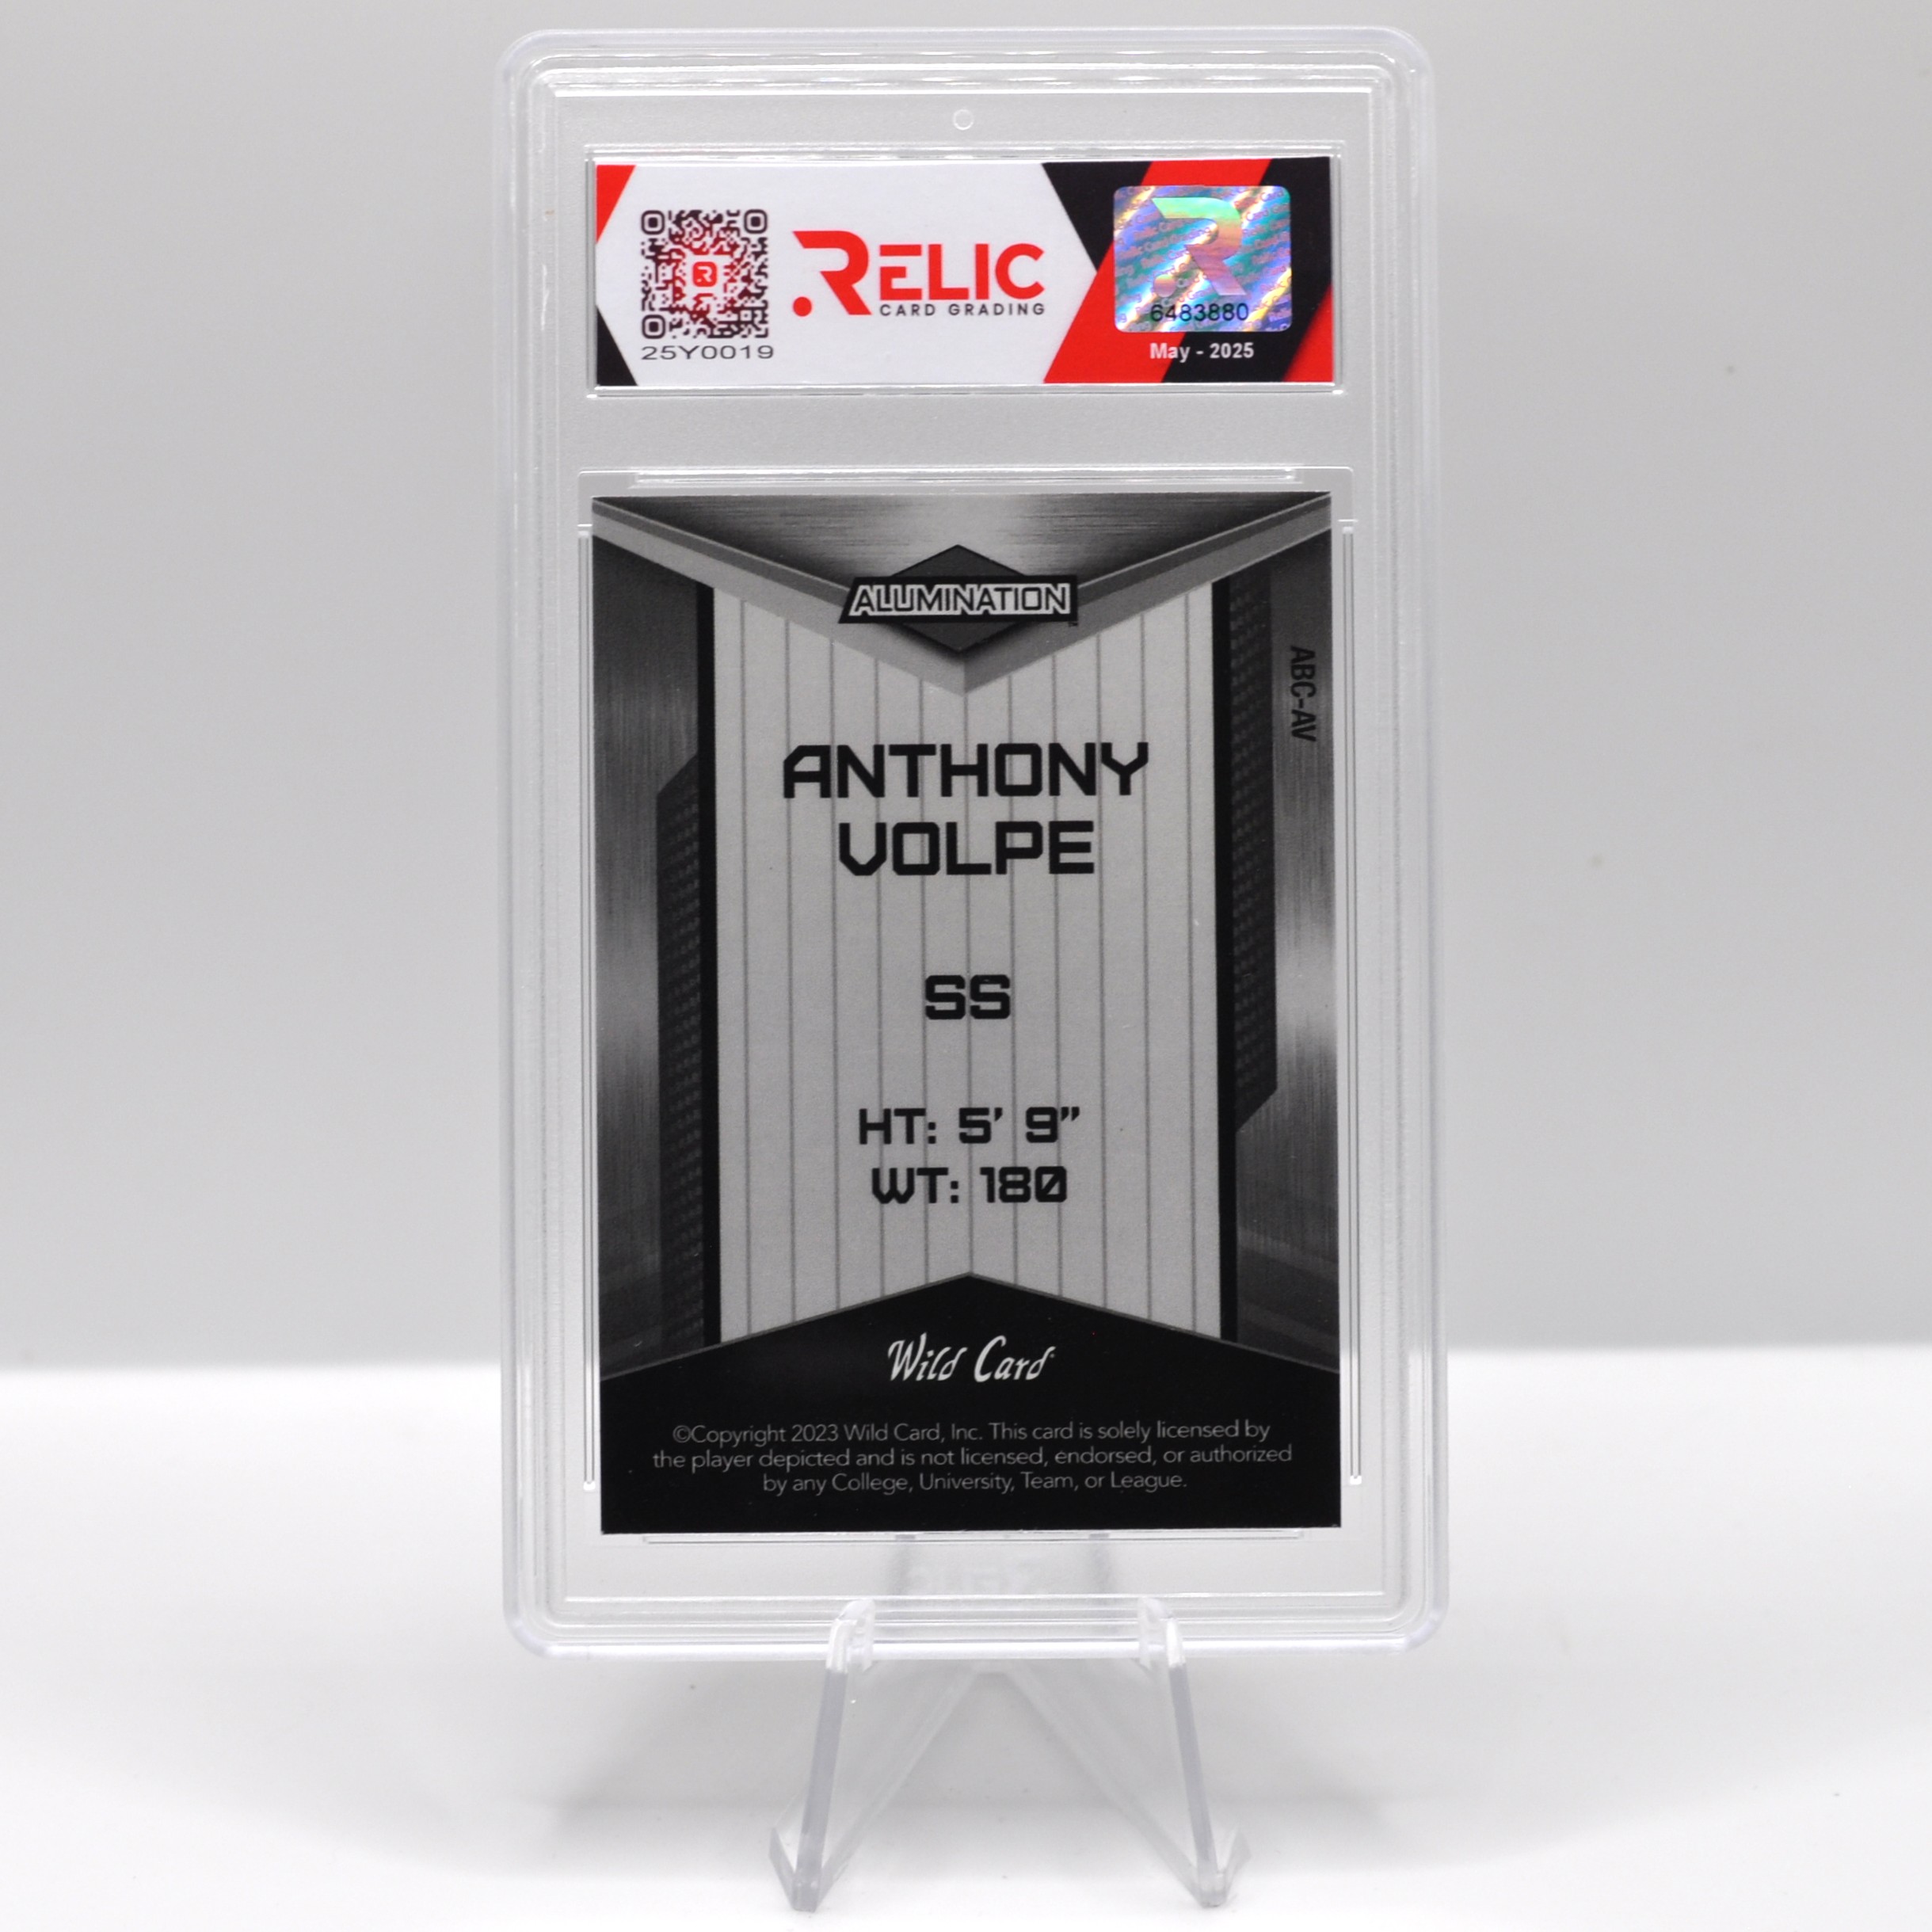 RELIC
CARD GRADING
25Y0019
6483880
May - 2025
ALUMINATION
ABC-AV
ANTHONY
VOLPE
SS
HT: 5' 9"
WT: 180
Wild Card
©Copyright 2023 Wild Card, Inc. This card is solely licensed by
the player depicted and is not licensed, endorsed, or authorized
by any College, University, Team, or League.